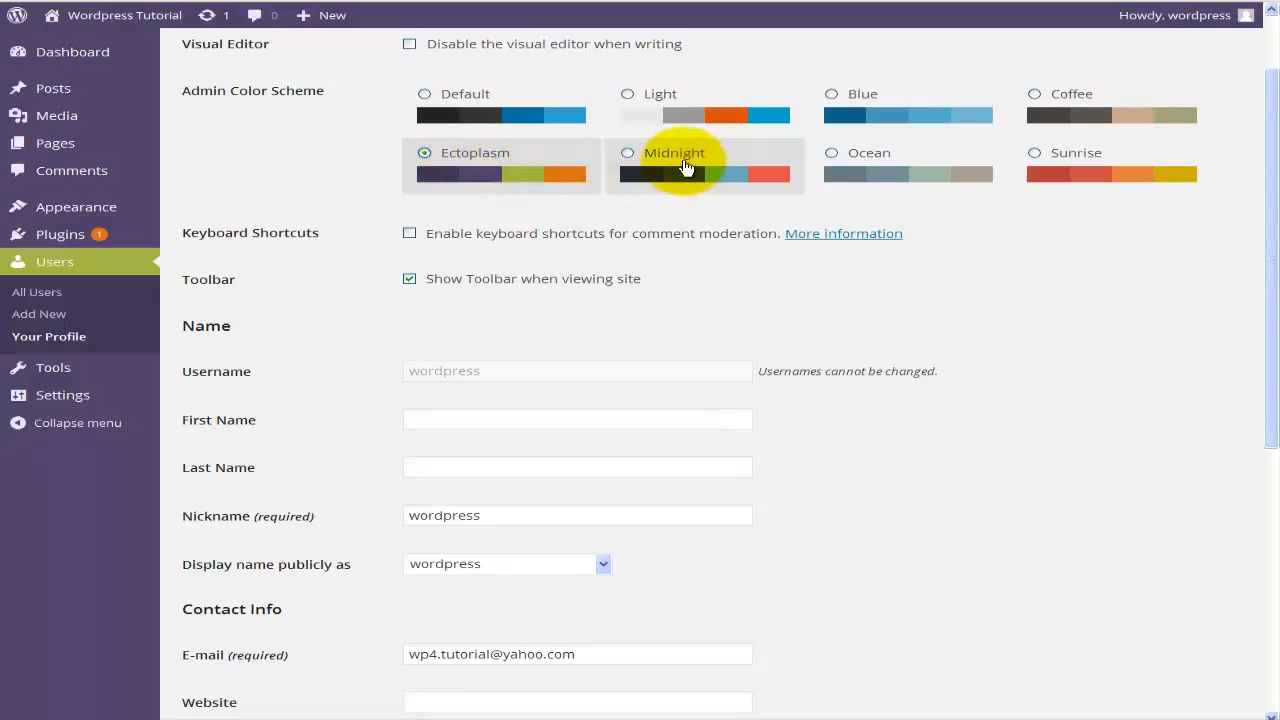 Wordpress Tutorial 1 0 New Howdy, wordpress
Dashboard
Posts
Media
Pages
Comments
Appearance
Plugins 1
Users
All Users
Add New
Your Profile
Tools
Settings
Collapse menu
Visual Editor Disable the visual editor when writing
Admin Color Scheme
Default Light Blue Coffee
Ectoplasm Midnight Ocean Sunrise
Keyboard Shortcuts Enable keyboard shortcuts for comment moderation. More information
Toolbar Show Toolbar when viewing site
Name
Username wordpress Usernames cannot be changed.
First Name
Last Name
Nickname (required) wordpress
Display name publicly as wordpress
Contact Info
E-mail (required) wp4.tutorial@yahoo.com
Website